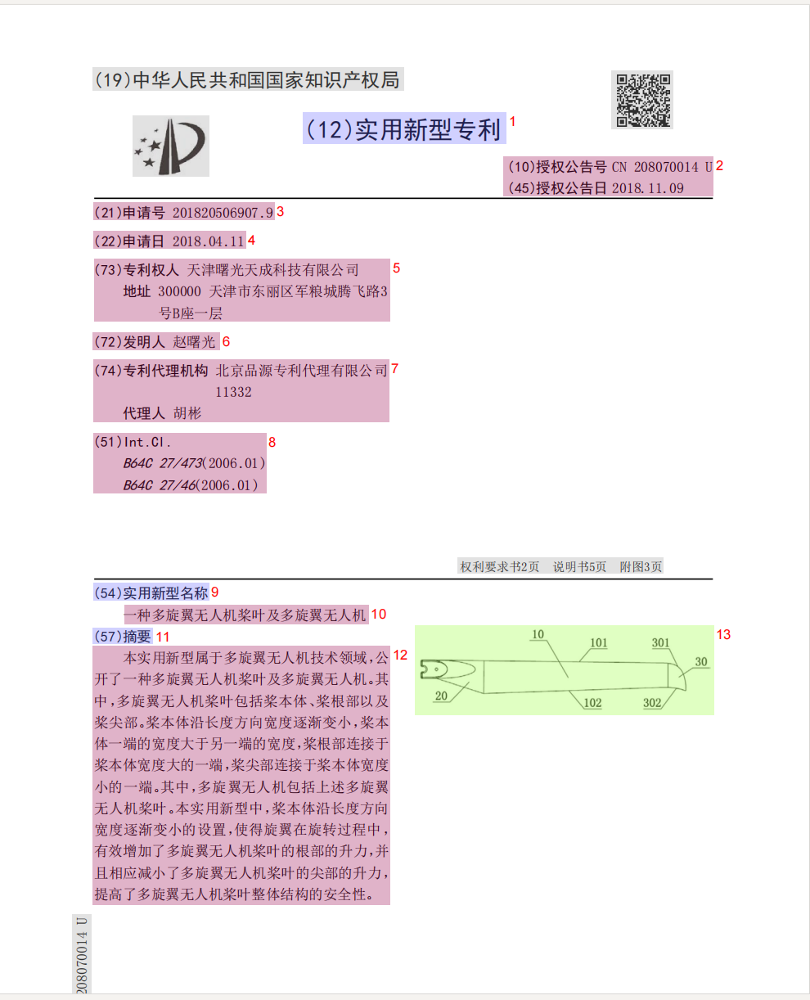 (19)中华人民共和国国家知识产权局
(12)实用新型专利 1
(10)授权公告号 CN 208070014 U 2
(45)授权公告日 2018.11.09
(21)申请号 201820506907.9 3
(22)申请日 2018.04.11 4
(73)专利权人 天津曙光天成科技有限公司 5
地址 300000 天津市东丽区军粮城腾飞路3
号B座一层
(72)发明人 赵曙光 6
(74)专利代理机构 北京品源专利代理有限公司 7
11332
代理人 胡彬
(51)Int.Cl. 8
B64C 27/473(2006.01)
B64C 27/46(2006.01)
权利要求书2页 说明书5页 附图3页
(54)实用新型名称 9
一种多旋翼无人机桨叶及多旋翼无人机 10
(57)摘要 11
本实用新型属于多旋翼无人机技术领域,公 12
开了一种多旋翼无人机桨叶及多旋翼无人机。其
中,多旋翼无人机桨叶包括桨本体、桨根部以及
桨尖部。桨本体沿长度方向宽度逐渐变小,桨本
体一端的宽度大于另一端的宽度,桨根部连接于
桨本体宽度大的一端,桨尖部连接于桨本体宽度
小的一端。其中,多旋翼无人机包括上述多旋翼
无人机桨叶。本实用新型中,桨本体沿长度方向
宽度逐渐变小的设置,使得旋翼在旋转过程中,
有效增加了多旋翼无人机桨叶的根部的升力,并
且相应减小了多旋翼无人机桨叶的尖部的升力,
提高了多旋翼无人机桨叶整体结构的安全性。
13
10
101
301
30
20
102
302
208070014 U